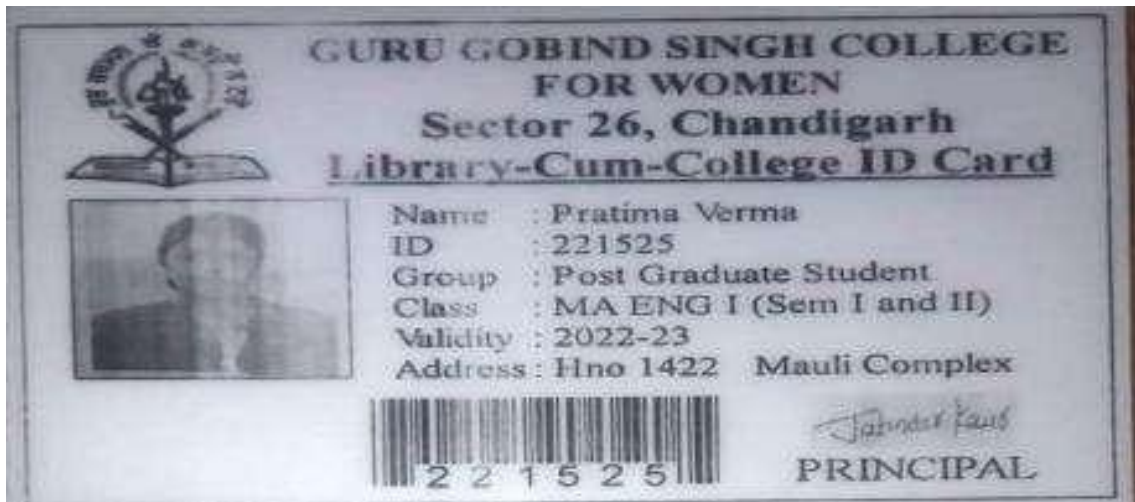 GURU GOBIND SINGH COLLEGE
FOR WOMEN
Sector 26, Chandigarh
Library-Cum-College ID Card
Name : Pratima Verma
ID : 221525
Group : Post Graduate Student
Class : MA ENG I (Sem I and II)
Validity : 2022-23
Address : Hno 1422 Mauli Complex
221525
PRINCIPAL